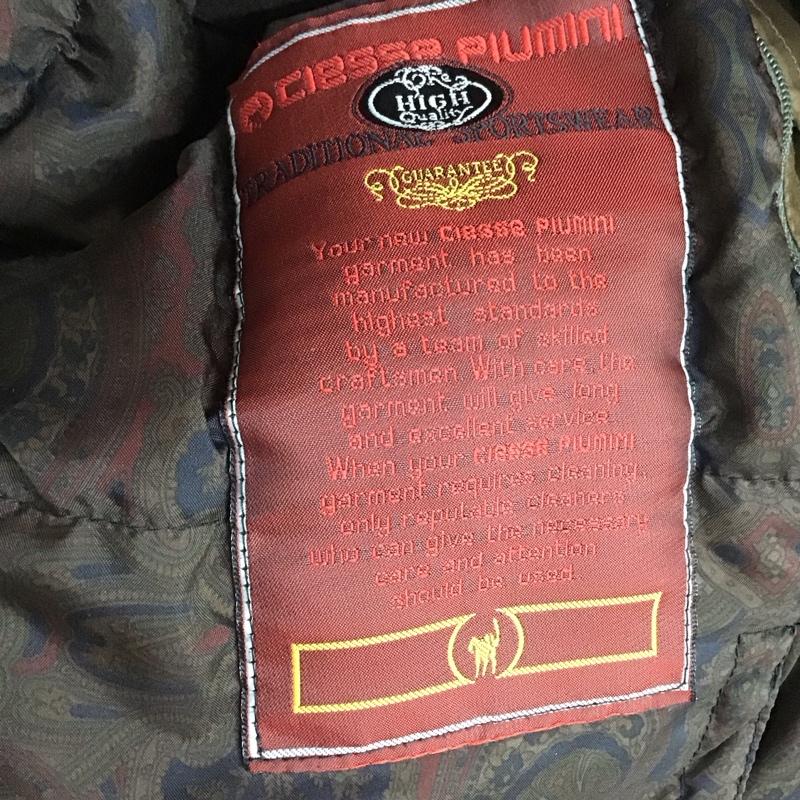 CIESSE PIUMINI
HIGH
Quality
TRADITIONAL SPORTSWEAR
GUARANTEE
Your new CIESSE PIUMINI
garment has been
manufactured to the
highest standards
by a team of skilled
craftsmen With care, the
garment will give long
and excellent service
When your CIESSE PIUMINI
garment requires cleaning,
only reputable cleaners
who can give the necessary
care and attention
should be used.